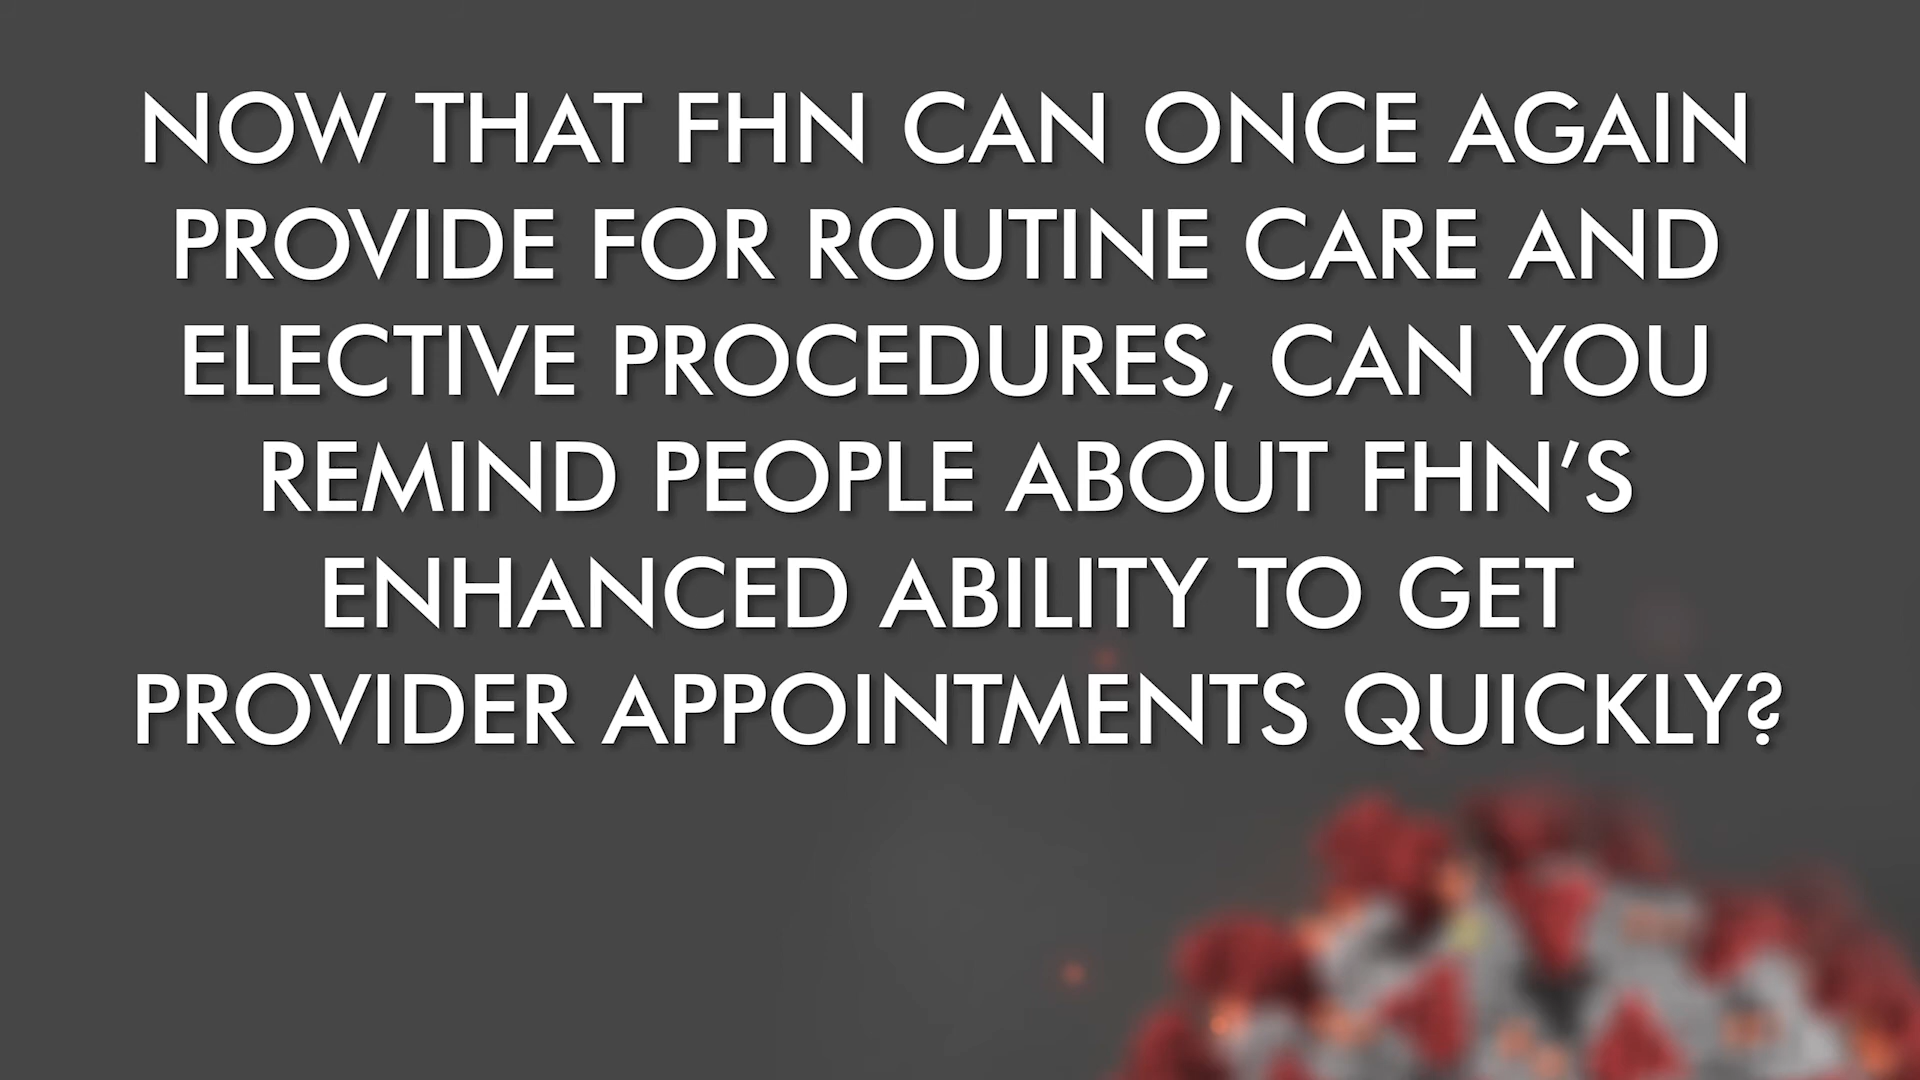 NOW THAT FHN CAN ONCE AGAIN
PROVIDE FOR ROUTINE CARE AND
ELECTIVE PROCEDURES, CAN YOU
REMIND PEOPLE ABOUT FHN’S
ENHANCED ABILITY TO GET
PROVIDER APPOINTMENTS QUICKLY?